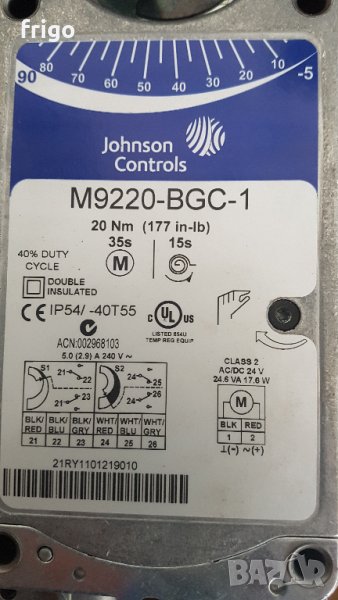 frigo
90 80 70 60 50 40 30 20 10 -5
Johnson
Controls
M9220-BGC-1
20 Nm (177 in-lb)
35s 15s
M
40% DUTY
CYCLE
DOUBLE
INSULATED
CE IP54/ -40T55
ACN:002968103
5.0 (2.9) A 240 V ~
C UL US
LISTED 854U
TEMP REG EQUIP
CLASS 2
AC/DC 24 V
24.6 VA 17.6 W
M
BLK RED
1 2
⊥(-) ~(+)
S1 21 22 21 23
S2 24 25 24 26
BLK/RED BLK/BLU BLK/GRY WHT/RED WHT/BLU WHT/GRY
21 22 23 24 25 26
21RY1101219010
BAZAR